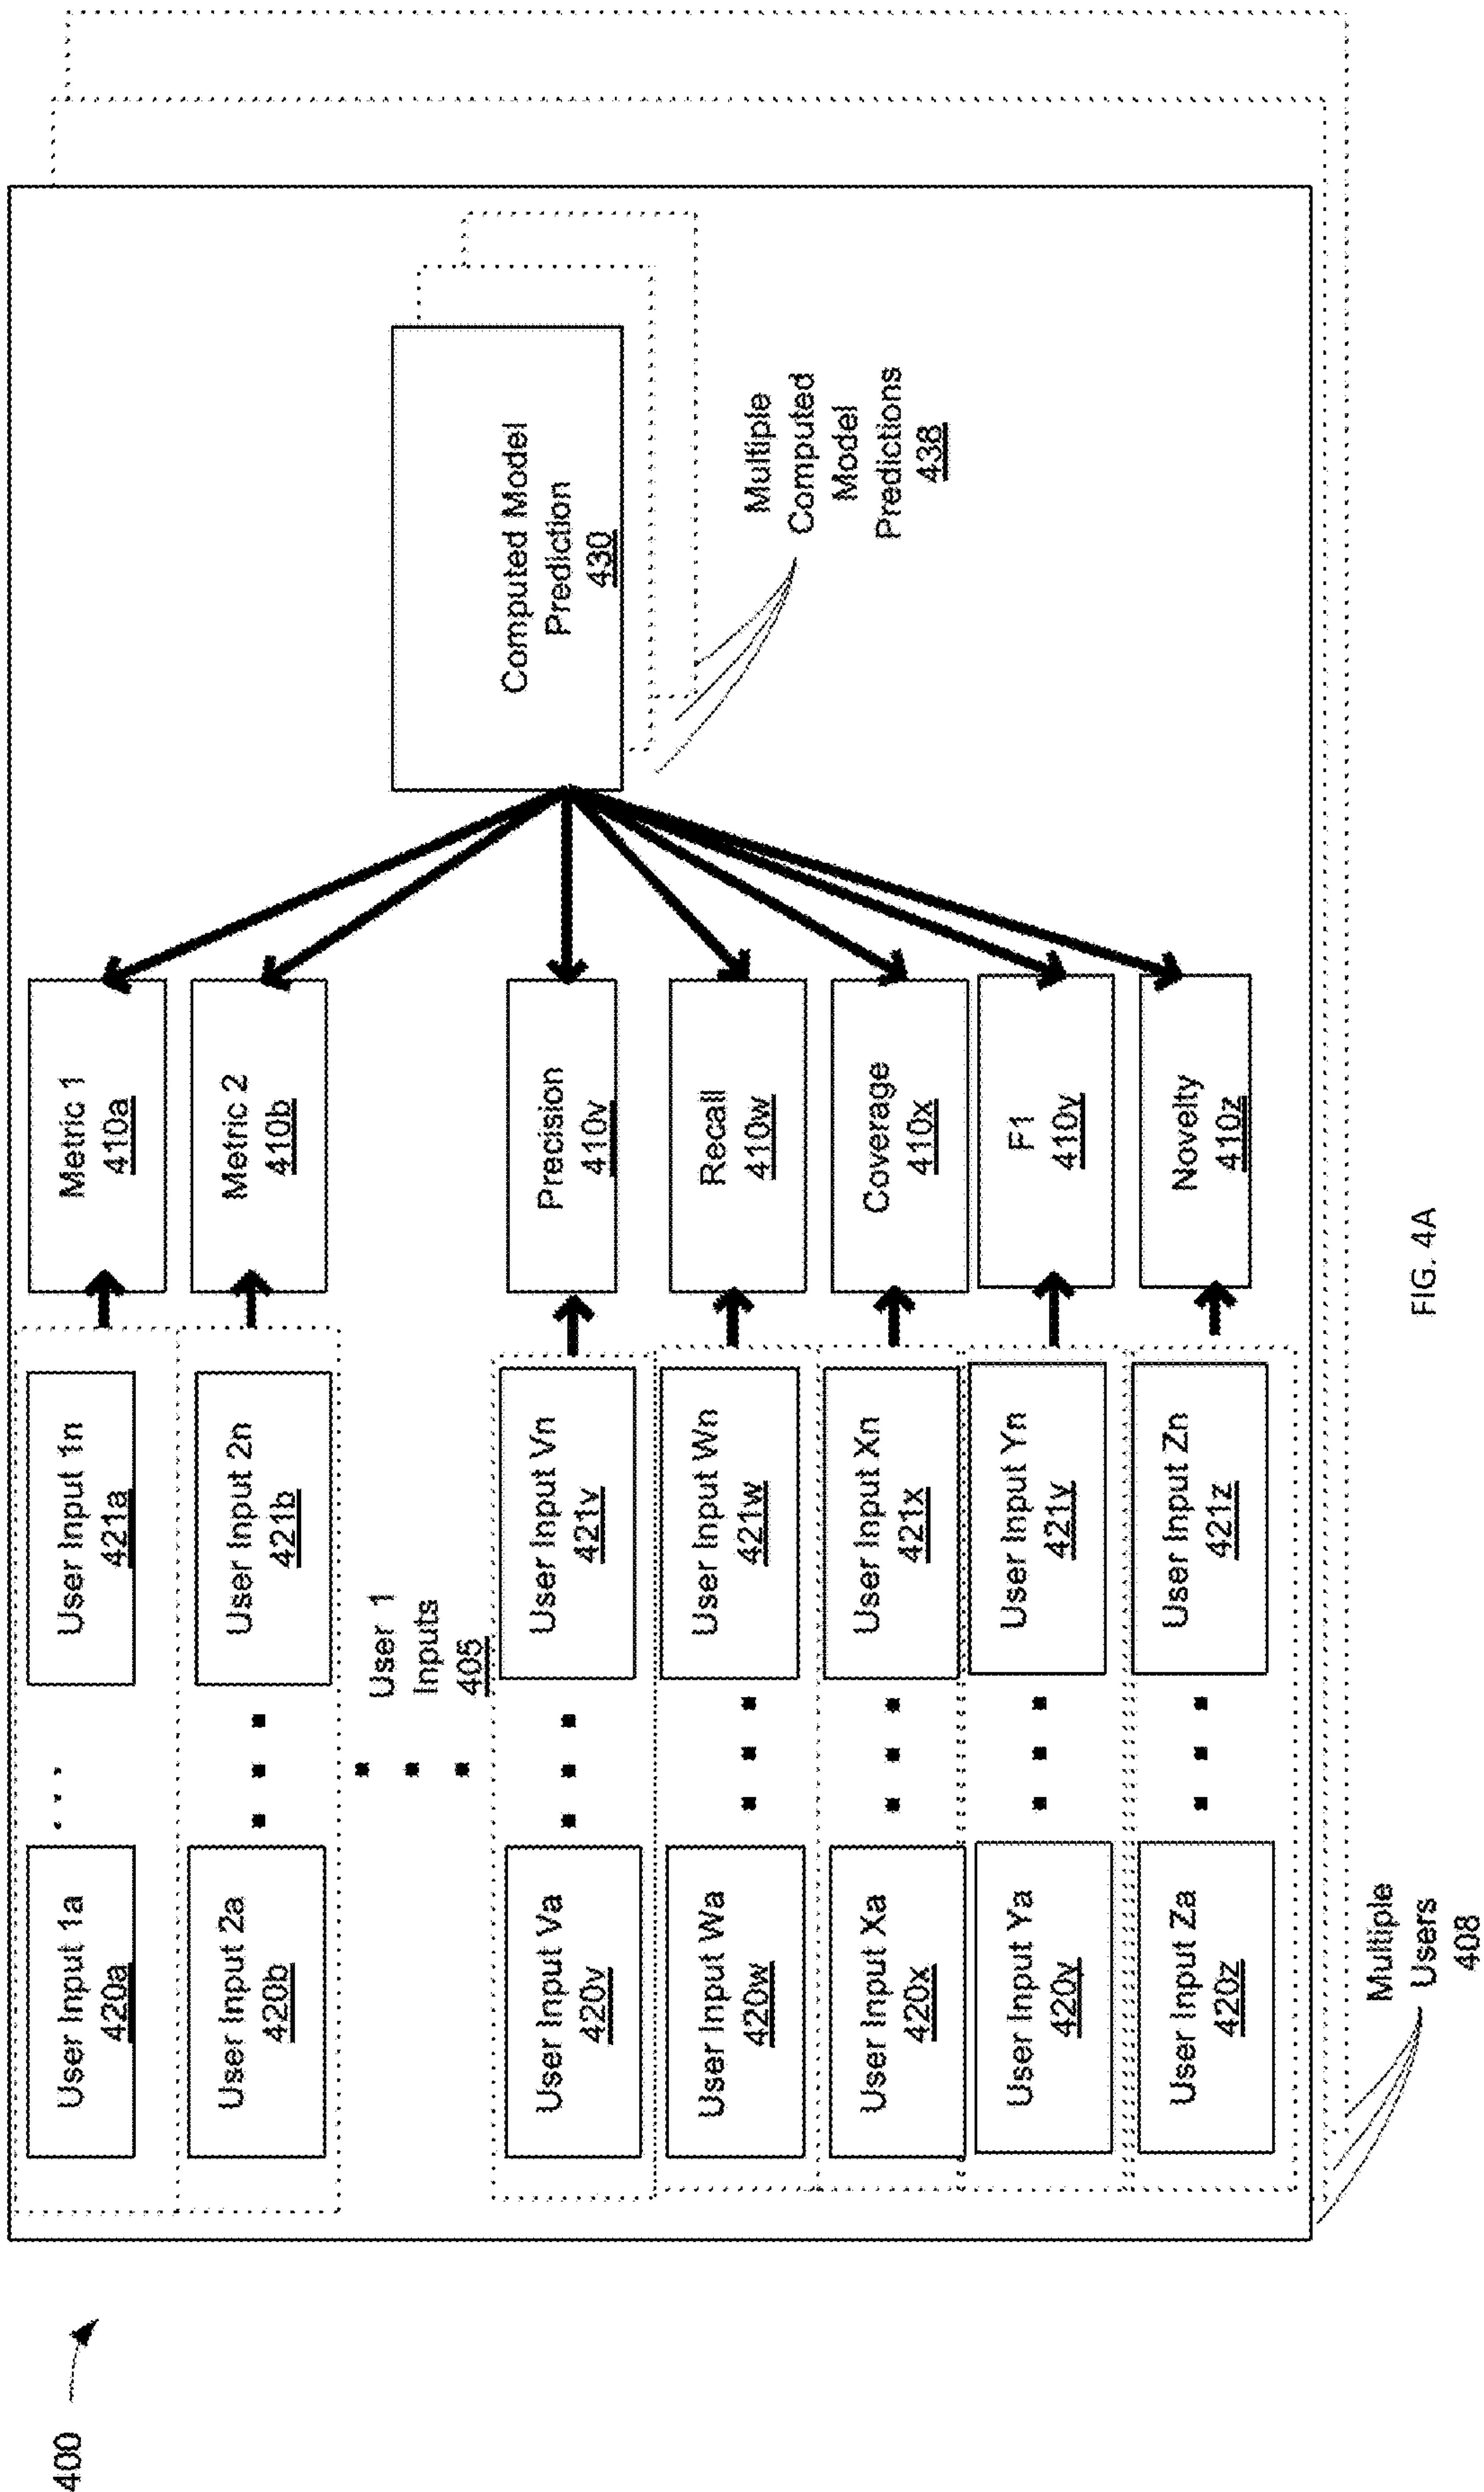 400
User Input 1a
420a
. . .
User Input 1n
421a
Metric 1
410a
User Input 2a
420b
User Input 2n
421b
Metric 2
410b
User 1
Inputs
405
Computed Model
Prediction
430
User Input Va
420v
User Input Vn
421v
Precision
410v
User Input Wa
420w
User Input Wn
421w
Recall
410w
Multiple
Computed
Model
Predictions
438
User Input Xa
420x
User Input Xn
421x
Coverage
410x
User Input Ya
420y
User Input Yn
421y
F1
410y
User Input Za
420z
User Input Zn
421z
Novelty
410z
Multiple
Users
408
FIG. 4A